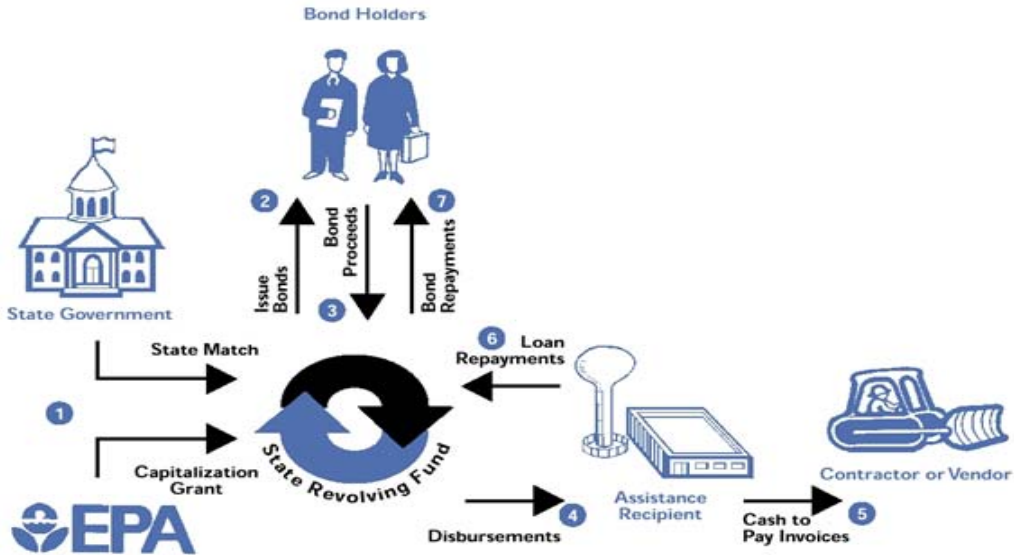 Bond Holders
2
7
Issue
Bonds
Bond
Proceeds
Bond
Repayments
3
State Government
State Match
6
Loan
Repayments
1
Capitalization
Grant
State Revolving Fund
EPA
Disbursements
4
Assistance
Recipient
Cash to
Pay Invoices
5
Contractor or Vendor